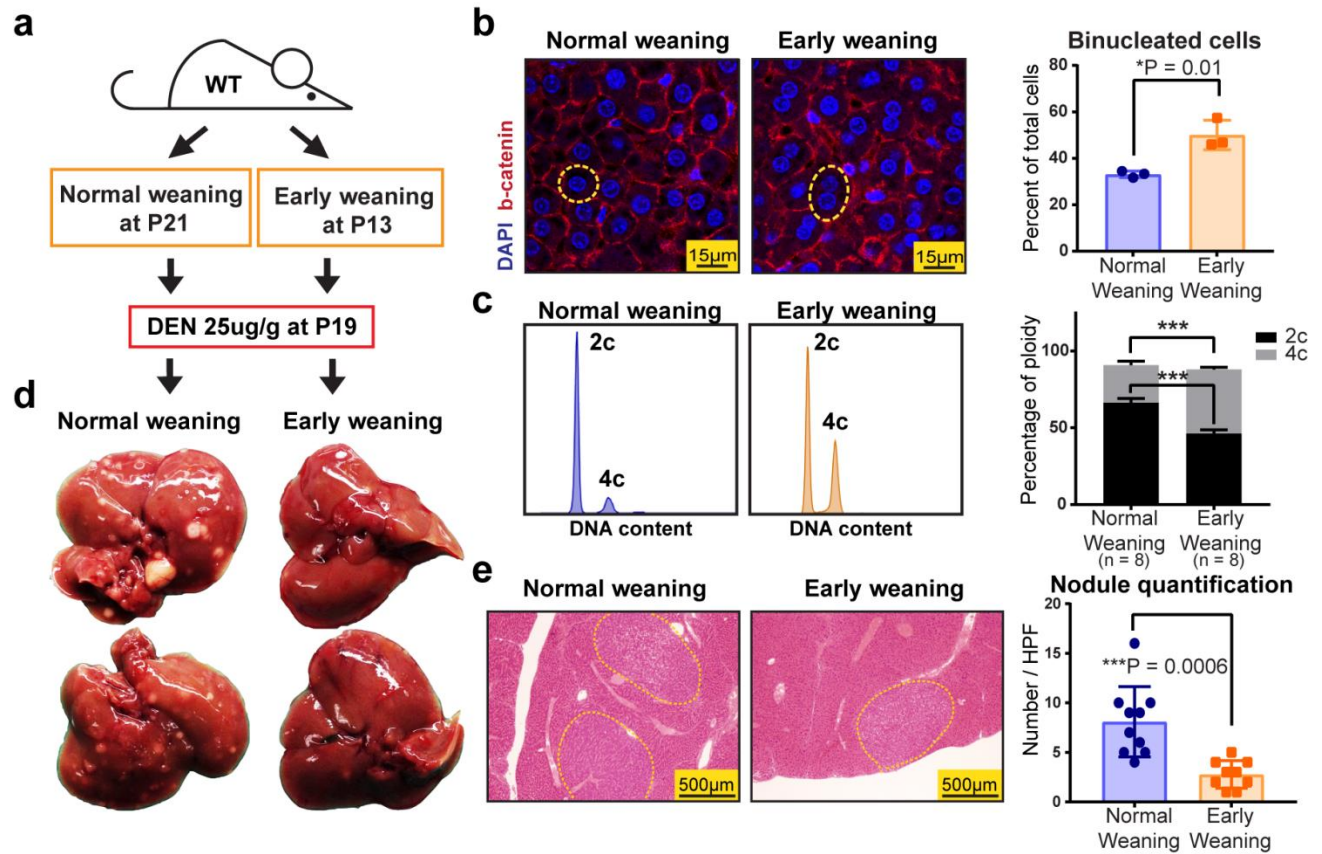 a
WT
Normal weaning
at P21
Early weaning
at P13
DEN 25ug/g at P19
b
Normal weaning
Early weaning
DAPI b-catenin
15µm
15µm
Binucleated cells
*P = 0.01
Percent of total cells
80
60
40
20
0
Normal
Weaning
Early
Weaning
c
Normal weaning
Early weaning
2c
4c
2c
4c
DNA content
DNA content
Percentage of ploidy
100
50
0
***
***
2c
4c
Normal
Weaning
(n = 8)
Early
Weaning
(n = 8)
d
Normal weaning
Early weaning
e
Normal weaning
Early weaning
500µm
500µm
Nodule quantification
Number / HPF
20
15
10
5
0
***P = 0.0006
Normal
Weaning
Early
Weaning